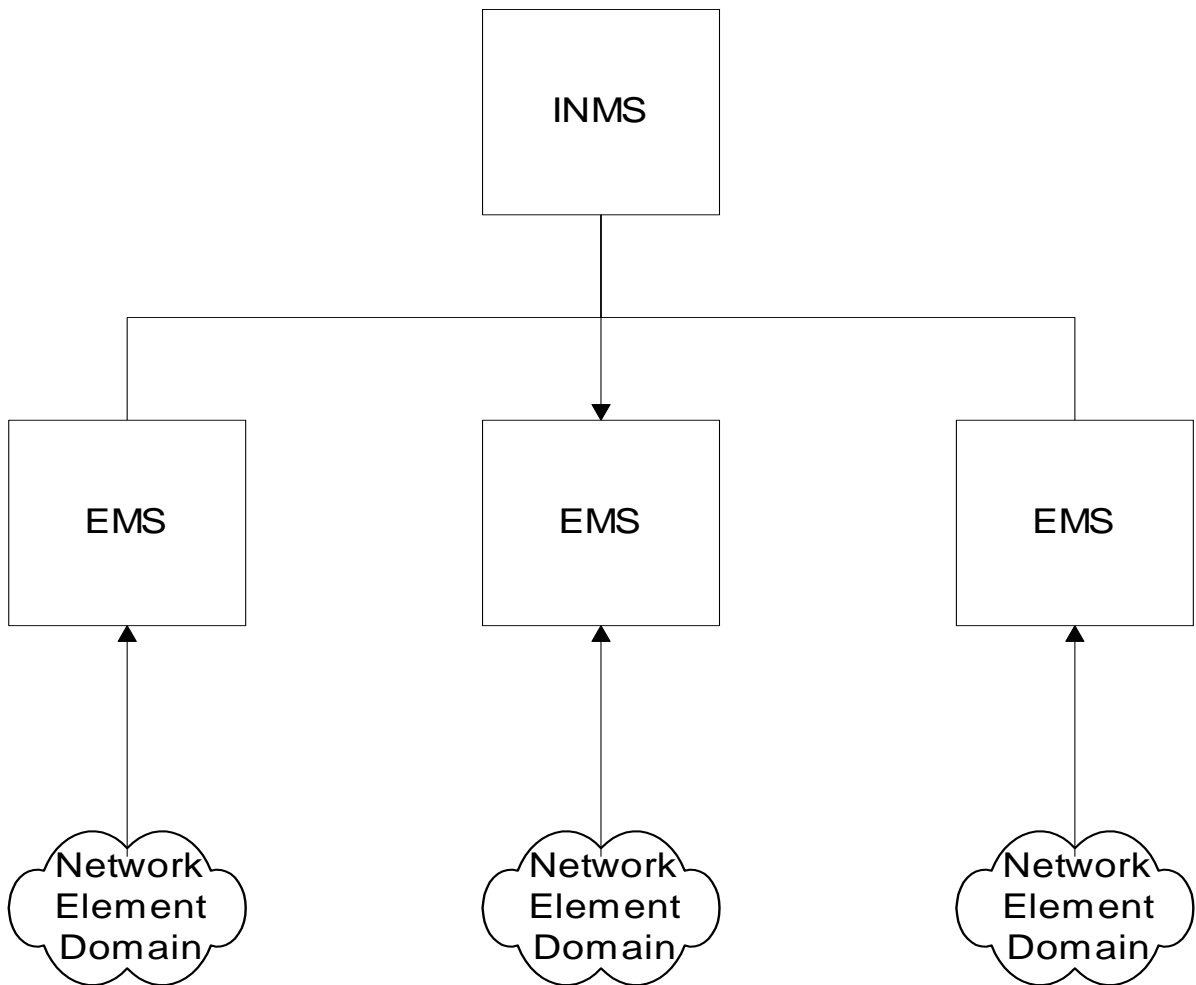 INMS
EMS
EMS
EMS
Network
Element
Domain
Network
Element
Domain
Network
Element
Domain